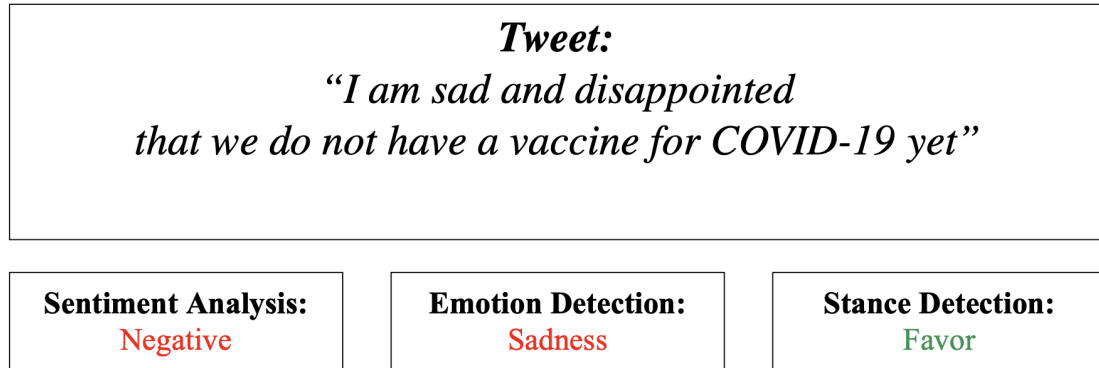 Tweet:
“I am sad and disappointed
that we do not have a vaccine for COVID-19 yet”
Sentiment Analysis:
Negative
Emotion Detection:
Sadness
Stance Detection:
Favor